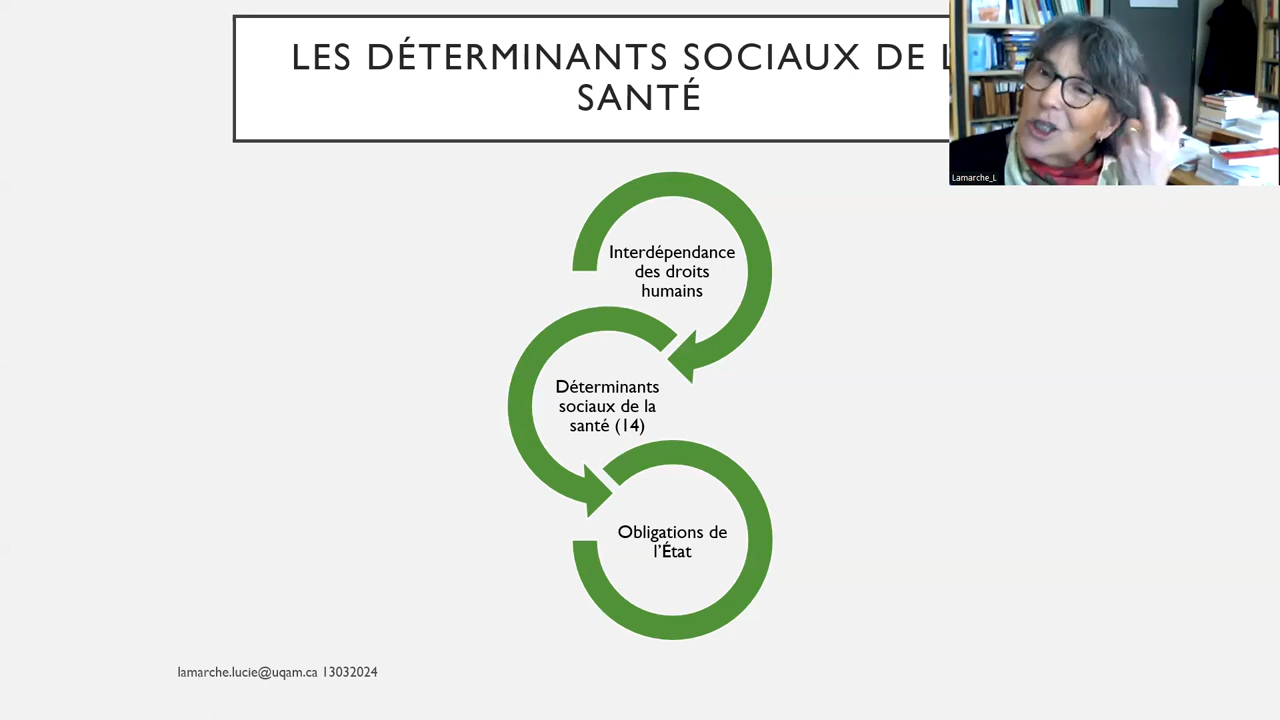 LES DÉTERMINANTS SOCIAUX DE L
SANTÉ
Lamarche_L
Interdépendance
des droits
humains
Déterminants
sociaux de la
santé (14)
Obligations de
l'État
lamarche.lucie@uqam.ca 13032024